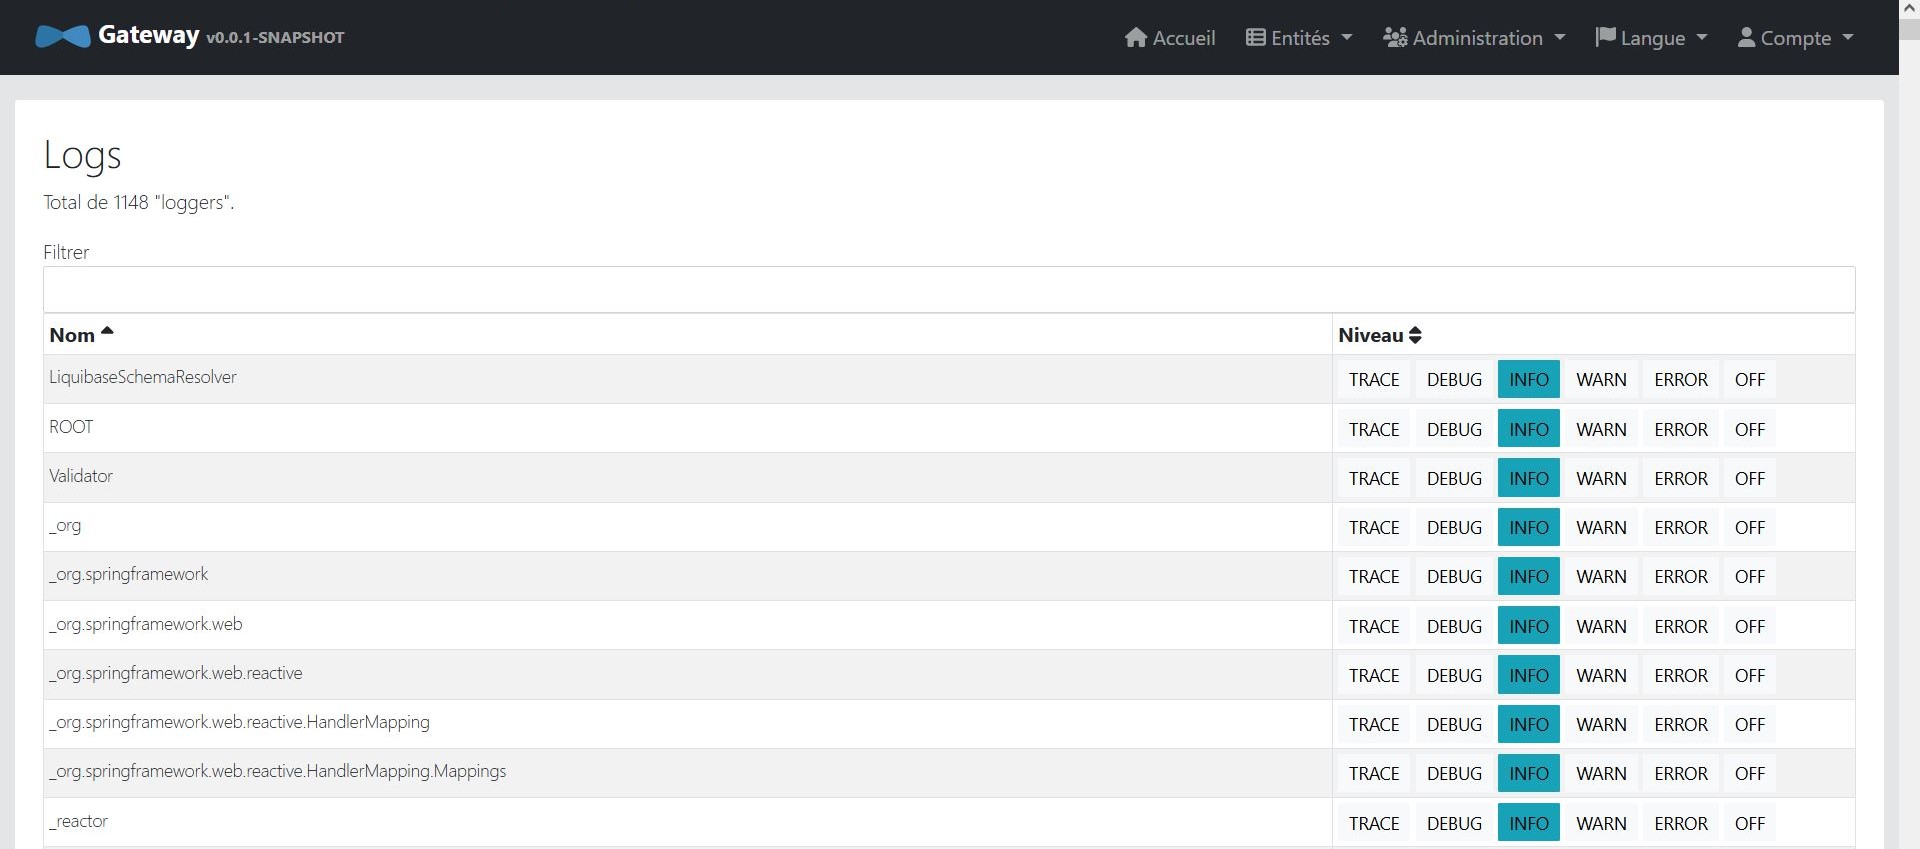 Gateway v0.0.1-SNAPSHOT Accueil Entités Administration Langue Compte
Logs
Total de 1148 "loggers".
Filtrer
Nom Niveau
LiquibaseSchemaResolver TRACE DEBUG INFO WARN ERROR OFF
ROOT TRACE DEBUG INFO WARN ERROR OFF
Validator TRACE DEBUG INFO WARN ERROR OFF
_org TRACE DEBUG INFO WARN ERROR OFF
_org.springframework TRACE DEBUG INFO WARN ERROR OFF
_org.springframework.web TRACE DEBUG INFO WARN ERROR OFF
_org.springframework.web.reactive TRACE DEBUG INFO WARN ERROR OFF
_org.springframework.web.reactive.HandlerMapping TRACE DEBUG INFO WARN ERROR OFF
_org.springframework.web.reactive.HandlerMapping.Mappings TRACE DEBUG INFO WARN ERROR OFF
_reactor TRACE DEBUG INFO WARN ERROR OFF